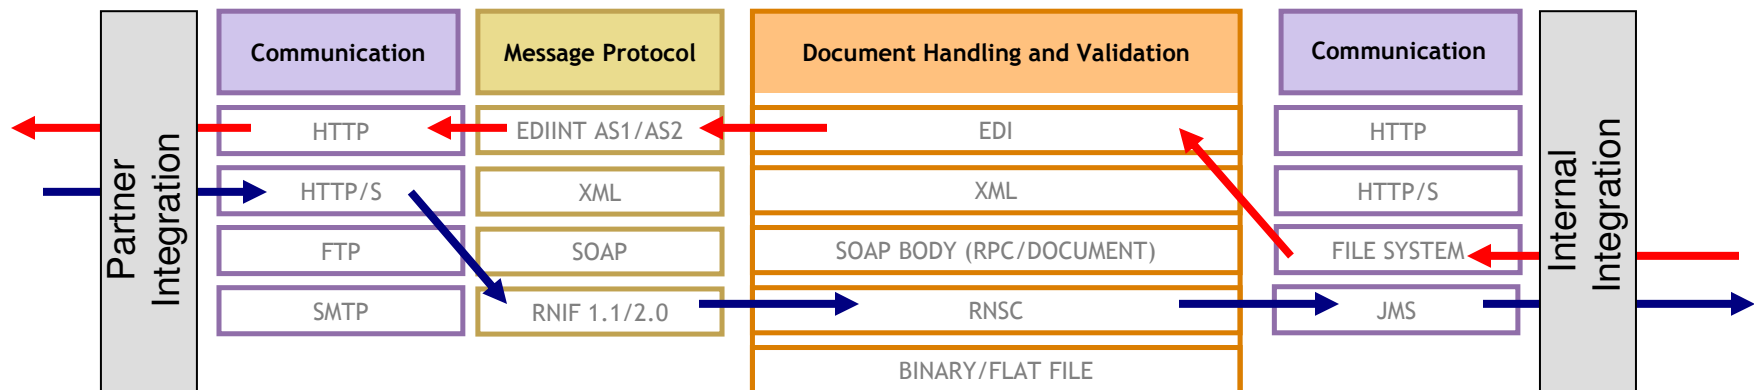 Partner
Integration
Communication
Message Protocol
Document Handling and Validation
Communication
Internal
Integration
HTTP
EDIINT AS1/AS2
EDI
HTTP
HTTP/S
XML
XML
HTTP/S
FTP
SOAP
SOAP BODY (RPC/DOCUMENT)
FILE SYSTEM
SMTP
RNIF 1.1/2.0
RNSC
JMS
BINARY/FLAT FILE